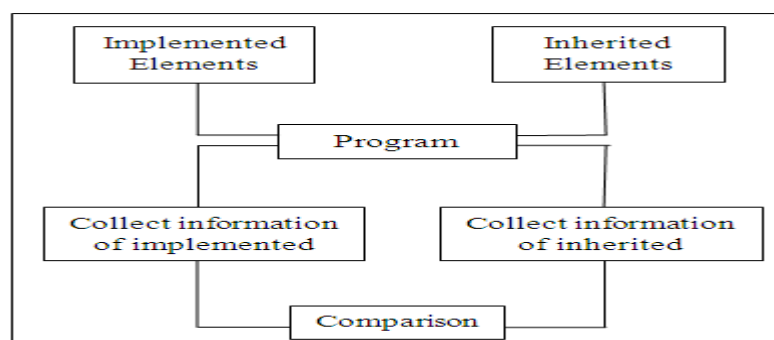 Implemented
Elements
Inherited
Elements
Program
Collect information
of implemented
Collect information
of inherited
Comparison